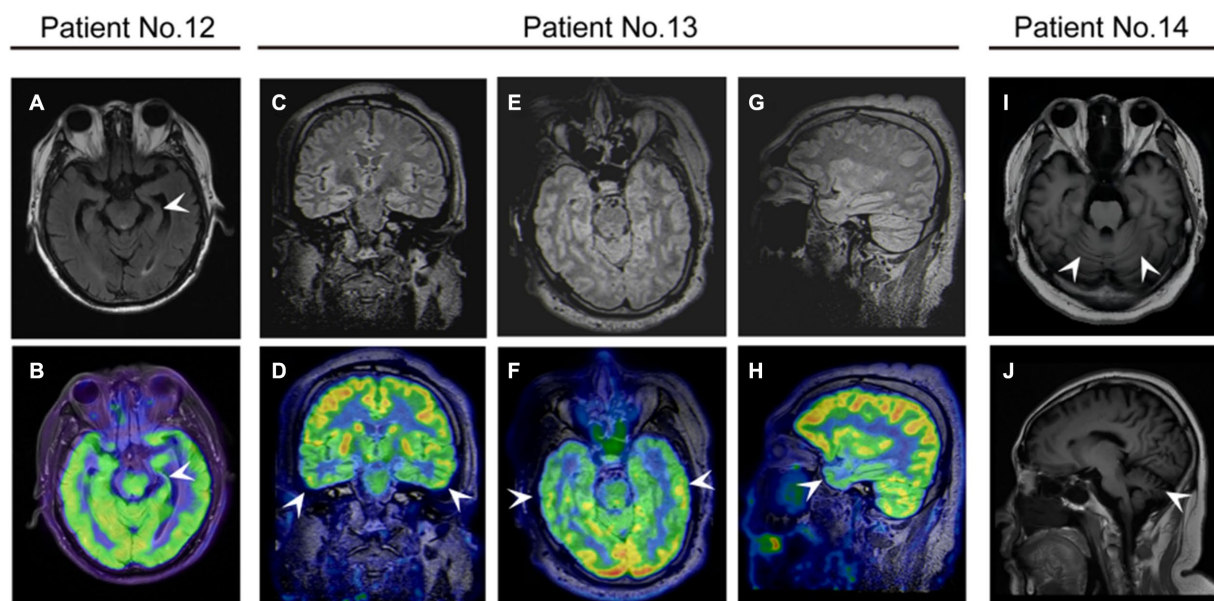 Patient No.12
Patient No.13
Patient No.14
A
C
E
G
I
B
D
F
H
J